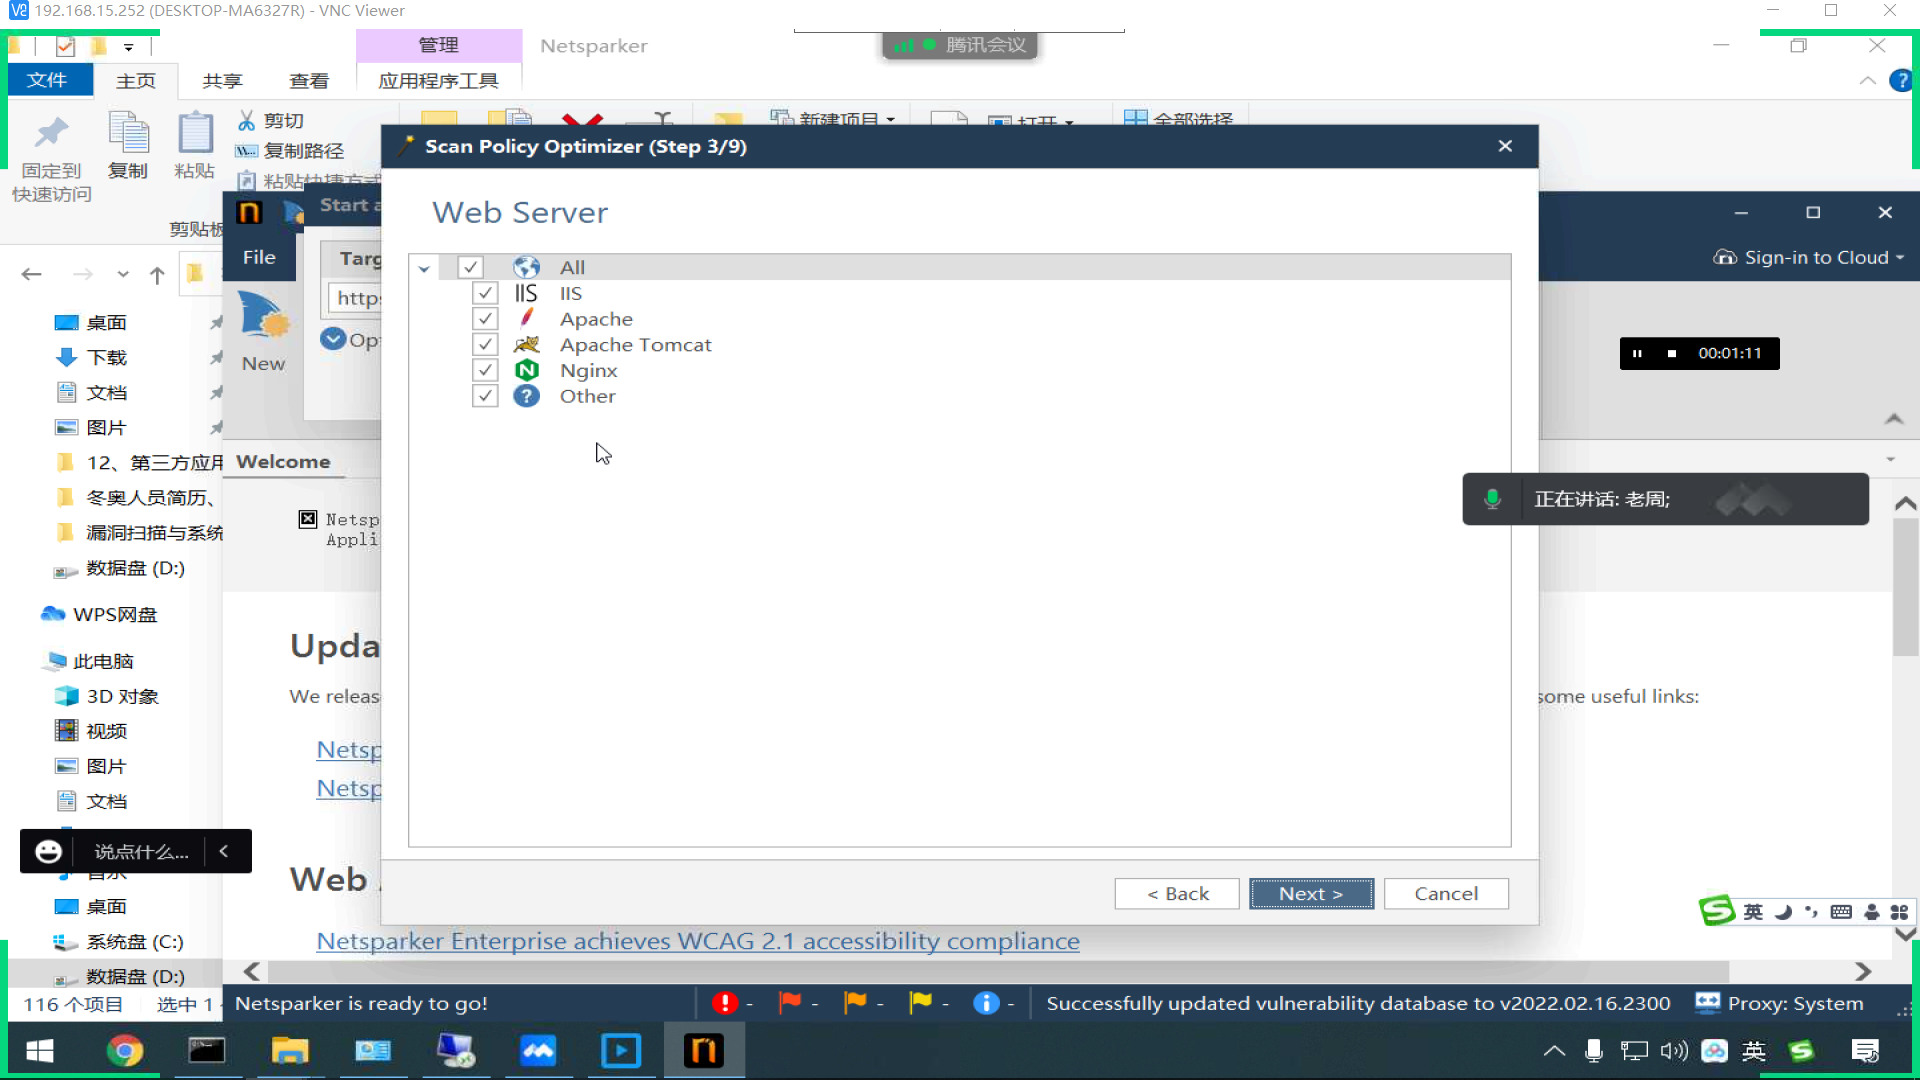 192.168.15.252 (DESKTOP-MA6327R) - VNC Viewer
管理
Netsparker
腾讯会议
文件
主页
共享
查看
应用程序工具
固定到
快速访问
复制
粘贴
剪切
复制路径
粘贴快捷方式
剪贴板
新建项目
打开
全部选择
Scan Policy Optimizer (Step 3/9)
Web Server
All
IIS
IIS
Apache
Apache Tomcat
Nginx
Other
< Back
Next >
Cancel
Start a
File
Sign-in to Cloud
New
Targ
https
Opt
00:01:11
Welcome
正在讲话: 老周;
Netsp
Appli
Upda
We releas
some useful links:
Netsp
Netsp
Web
Netsparker Enterprise achieves WCAG 2.1 accessibility compliance
桌面
下载
文档
图片
12、第三方应用
冬奥人员简历、
漏洞扫描与系统
数据盘 (D:)
WPS网盘
此电脑
3D 对象
视频
图片
文档
说点什么...
音乐
桌面
系统盘 (C:)
数据盘 (D:)
116 个项目
选中 1
英
Netsparker is ready to go!
- - - - -
Successfully updated vulnerability database to v2022.02.16.2300
Proxy: System
英